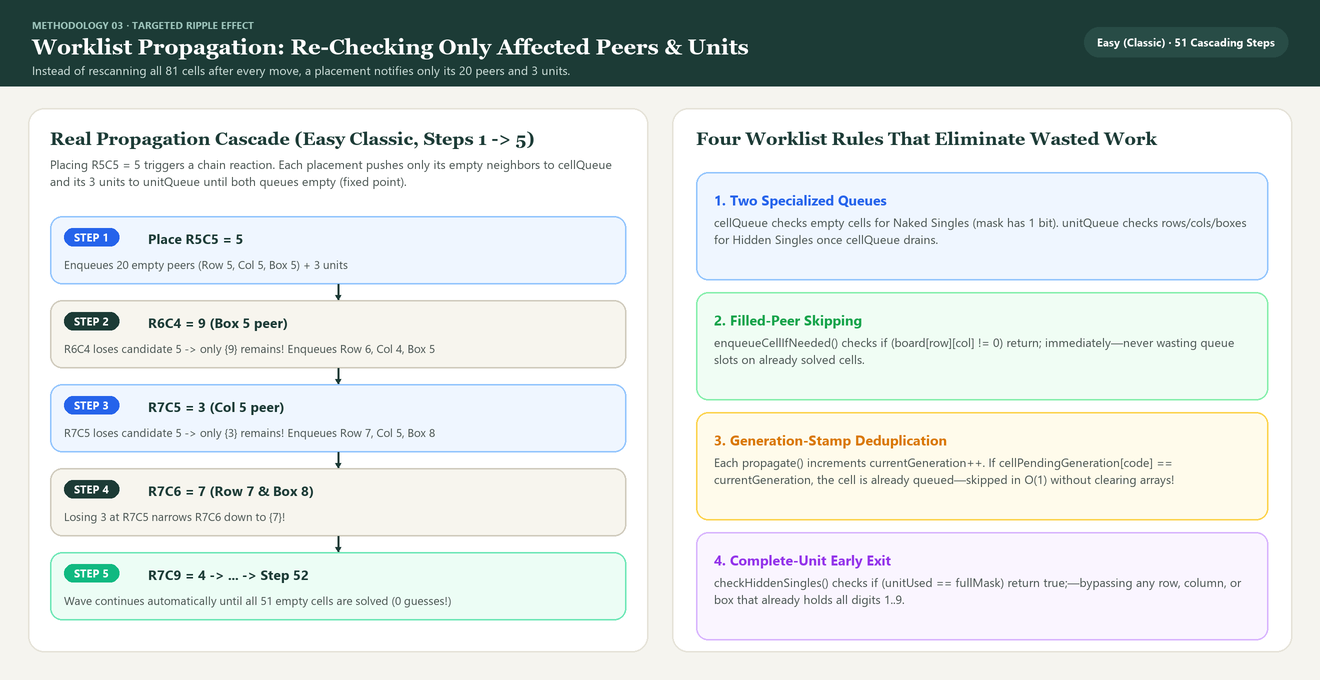 METHODOLOGY 03 · TARGETED RIPPLE EFFECT
Worklist Propagation: Re-Checking Only Affected Peers & Units
Instead of rescanning all 81 cells after every move, a placement notifies only its 20 peers and 3 units.
Easy (Classic) · 51 Cascading Steps
Real Propagation Cascade (Easy Classic, Steps 1 -> 5)
Placing R5C5 = 5 triggers a chain reaction. Each placement pushes only its empty neighbors to cellQueue
and its 3 units to unitQueue until both queues empty (fixed point).
STEP 1
Place R5C5 = 5
Enqueues 20 empty peers (Row 5, Col 5, Box 5) + 3 units
STEP 2
R6C4 = 9 (Box 5 peer)
R6C4 loses candidate 5 -> only {9} remains! Enqueues Row 6, Col 4, Box 5
STEP 3
R7C5 = 3 (Col 5 peer)
R7C5 loses candidate 5 -> only {3} remains! Enqueues Row 7, Col 5, Box 8
STEP 4
R7C6 = 7 (Row 7 & Box 8)
Losing 3 at R7C5 narrows R7C6 down to {7}!
STEP 5
R7C9 = 4 -> ... -> Step 52
Wave continues automatically until all 51 empty cells are solved (0 guesses!)
Four Worklist Rules That Eliminate Wasted Work
1. Two Specialized Queues
cellQueue checks empty cells for Naked Singles (mask has 1 bit). unitQueue checks rows/cols/boxes
for Hidden Singles once cellQueue drains.
2. Filled-Peer Skipping
enqueueCellIfNeeded() checks if (board[row][col] != 0) return; immediately—never wasting queue
slots on already solved cells.
3. Generation-Stamp Deduplication
Each propagate() increments currentGeneration++. If cellPendingGeneration[code] ==
currentGeneration, the cell is already queued—skipped in O(1) without clearing arrays!
4. Complete-Unit Early Exit
checkHiddenSingles() checks if (unitUsed == fullMask) return true;—bypassing any row, column, or
box that already holds all digits 1..9.